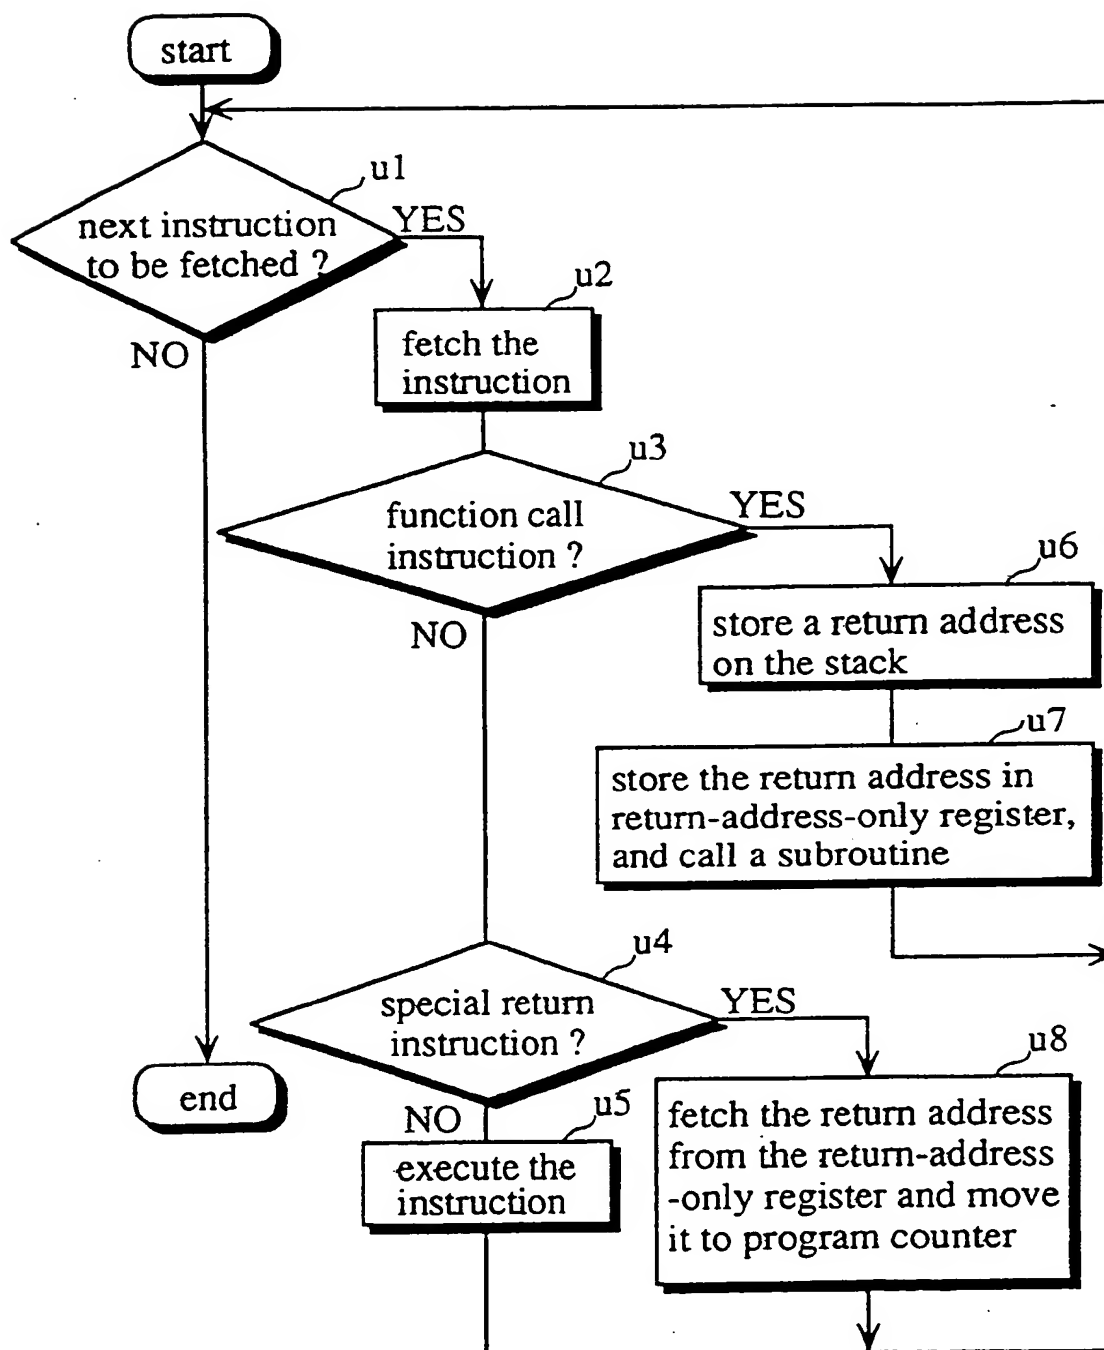 start
u1
next instruction
to be fetched ?
YES
NO
u2
fetch the
instruction
u3
function call
instruction ?
YES
NO
u6
store a return address
on the stack
u7
store the return address in
return-address-only register,
and call a subroutine
u4
special return
instruction ?
YES
NO
u8
fetch the return address
from the return-address
-only register and move
it to program counter
u5
execute the
instruction
end